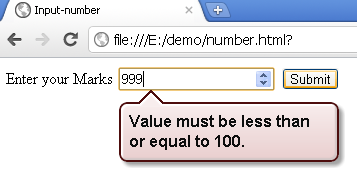 Input-number
file:///E:/demo/number.html?
Enter your Marks 999 Submit
Value must be less than
or equal to 100.